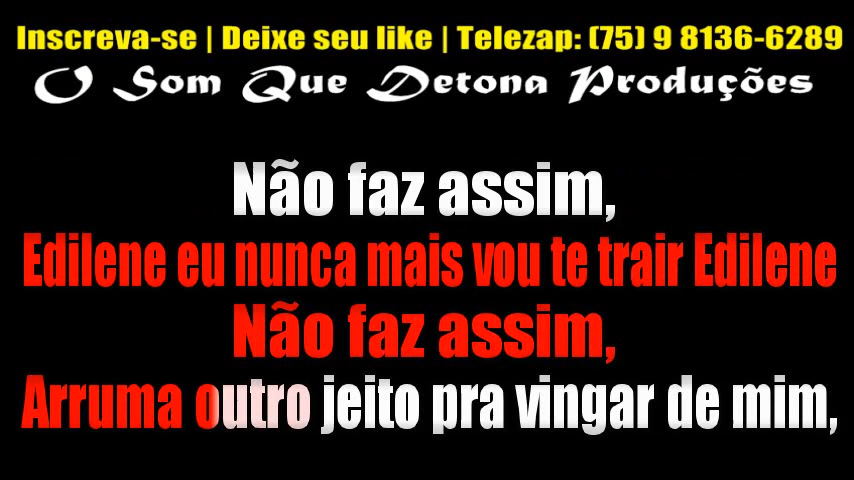 Inscreva-se | Deixe seu like | Telezap: (75) 9 8136-6289
O Som Que Detona Produções
Não faz assim,
Edilene eu nunca mais vou te trair Edilene
Não faz assim,
Arruma outro jeito pra vingar de mim,